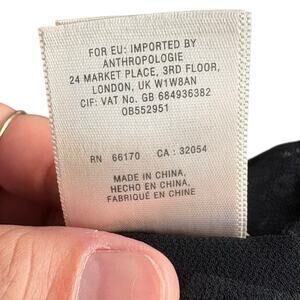 FOR EU: IMPORTED BY
ANTHROPOLOGIE
24 MARKET PLACE, 3RD FLOOR,
LONDON, UK W1W8AN
CIF: VAT No. GB 684936382
OB552951
RN 66170 CA: 32054
MADE IN CHINA,
HECHO EN CHINA,
FABRIQUÉ EN CHINE